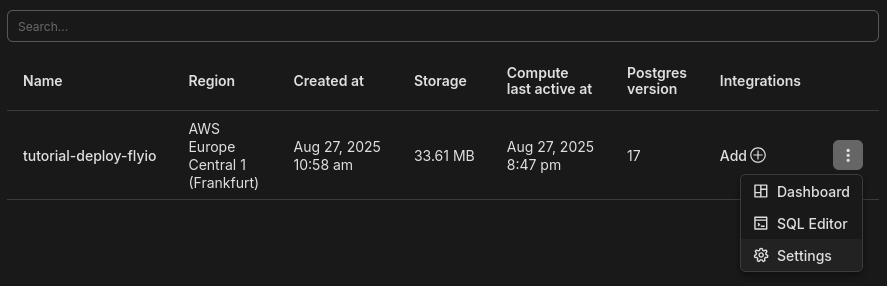 Search...
Name Region Created at Storage Compute last active at Postgres version Integrations
tutorial-deploy-flyio AWS Europe Central 1 (Frankfurt) Aug 27, 2025 10:58 am 33.61 MB Aug 27, 2025 8:47 pm 17 Add
Dashboard
SQL Editor
Settings